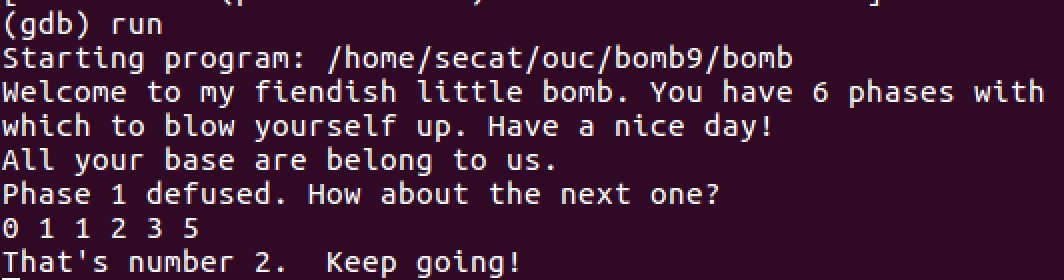 (gdb) run
Starting program: /home/secat/ouc/bomb9/bomb
Welcome to my fiendish little bomb. You have 6 phases with
which to blow yourself up. Have a nice day!
All your base are belong to us.
Phase 1 defused. How about the next one?
0 1 1 2 3 5
That's number 2.  Keep going!